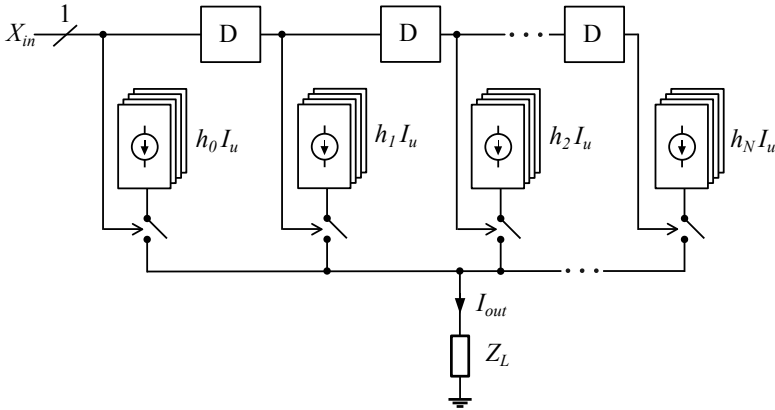 1
X_in D D D
h_0 I_u h_1 I_u h_2 I_u h_N I_u
I_out
Z_L